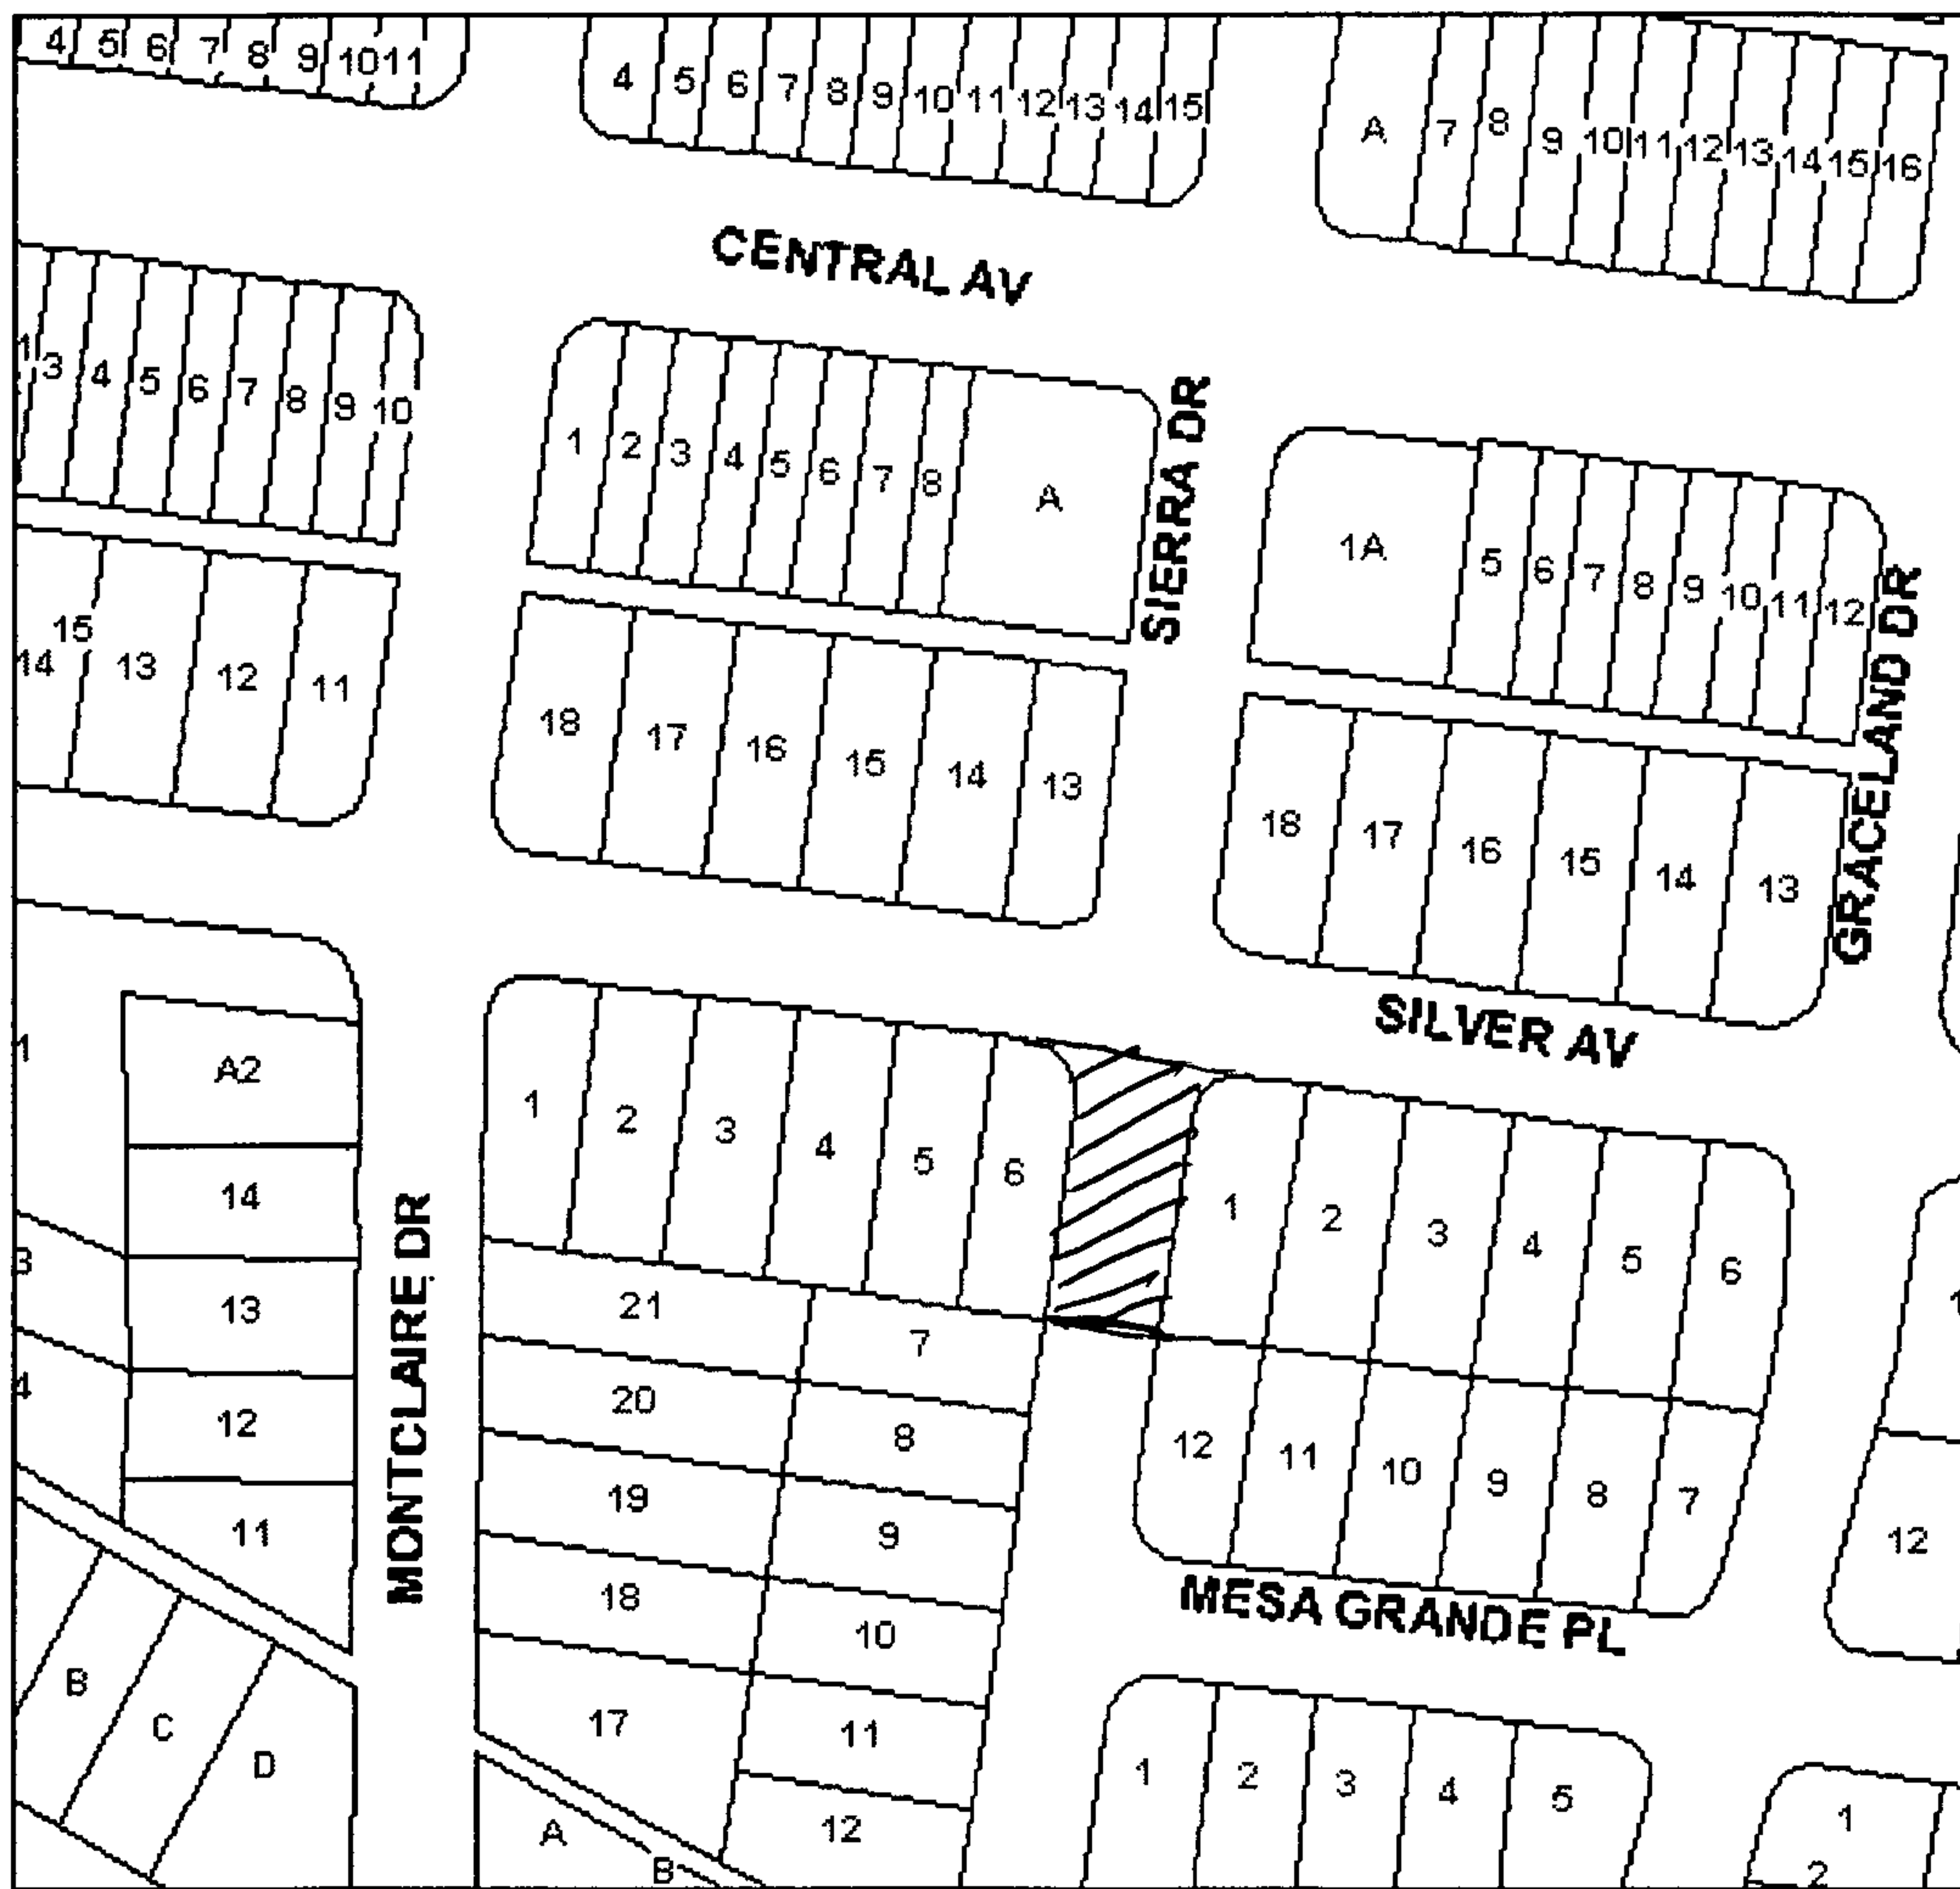 4 5 6 7 8 9 10 11
4 5 6 7 8 9 10 11 12 13 14 15
A 7 8 9 10 11 12 13 14 15 16
CENTRAL AV
1 3 4 5 6 7 8 9 10
1 2 3 4 5 6 7 8 A
SIERRA DR
1A 5 6 7 8 9 10 11 12
GRACELAND DR
14 15 13 12 11
18 17 16 15 14 13
18 17 16 15 14 13
SILVER AV
1
A2
14
3
13
4
12
11
MONTCLAIRE DR
1 2 3 4 5 6
1 2 3 4 5 6
21 7
20 8
19 9
18 10
17 11
12
12 11 10 9 8 7
12
MESA GRANDE PL
B C D
A B
1 2 3 4 5
1
2